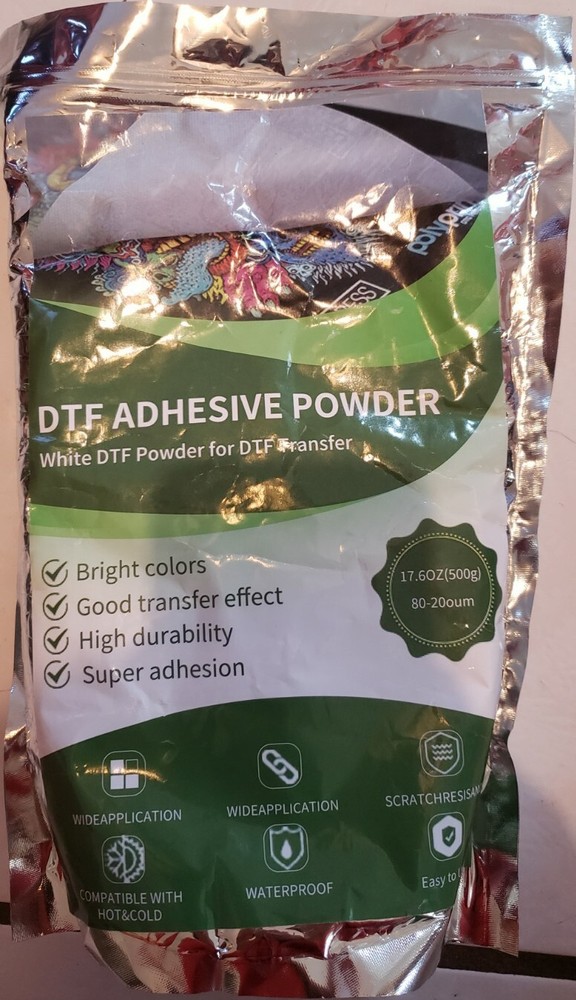 ESS
DTF ADHESIVE POWDER
White DTF Powder for DTF Transfer
Bright colors
Good transfer effect
High durability
Super adhesion
17.6OZ(500g)
80-20oum
WIDEAPPLICATION
WIDEAPPLICATION
SCRATCHRESISAN
COMPATIBLE WITH
HOT&COLD
WATERPROOF
Easy to